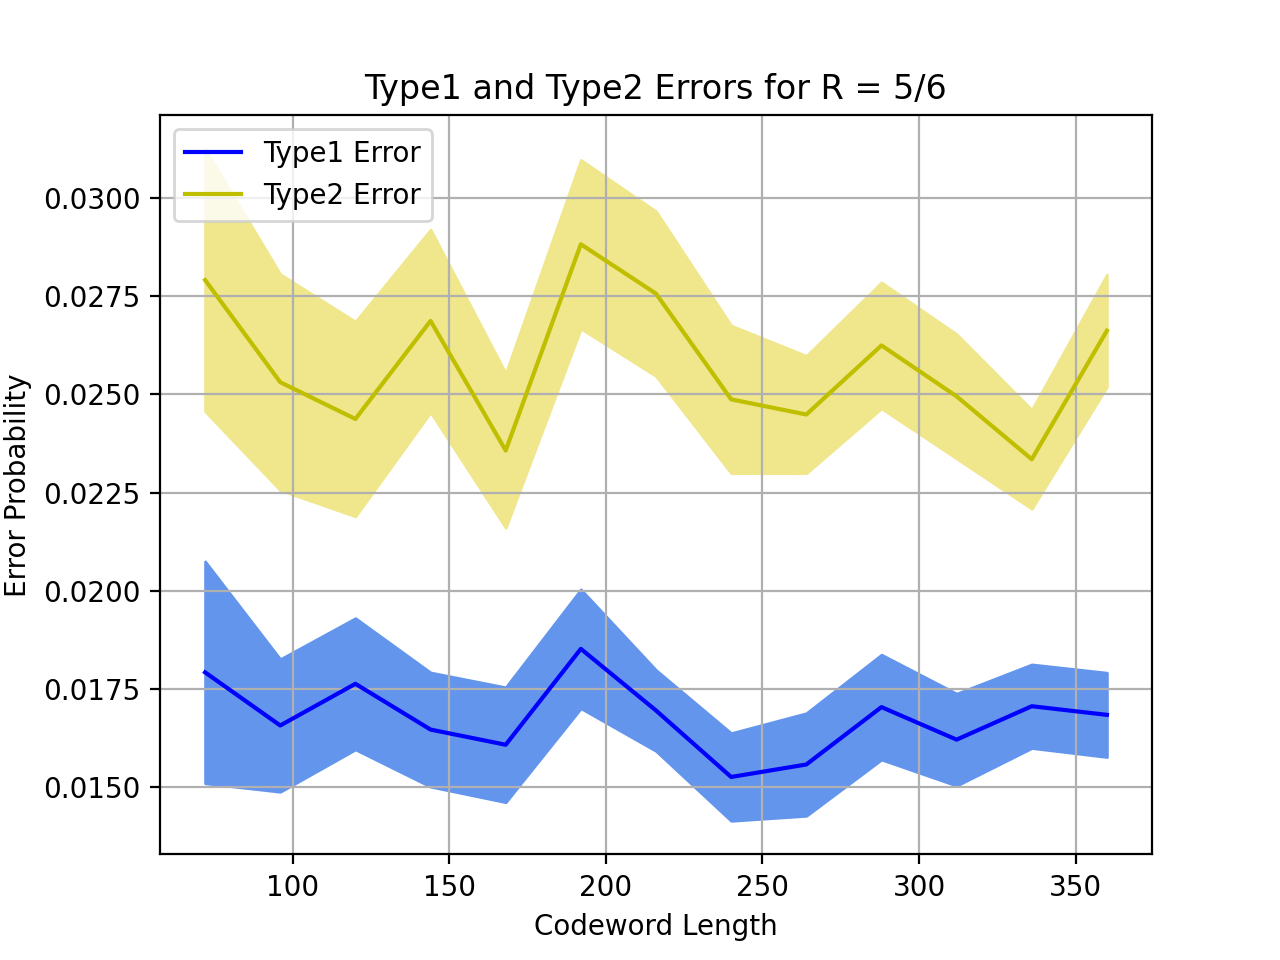 Type1 and Type2 Errors for R = 5/6
Type1 Error
Type2 Error
0.0300
0.0275
0.0250
0.0225
0.0200
0.0175
0.0150
Error Probability
100 150 200 250 300 350
Codeword Length